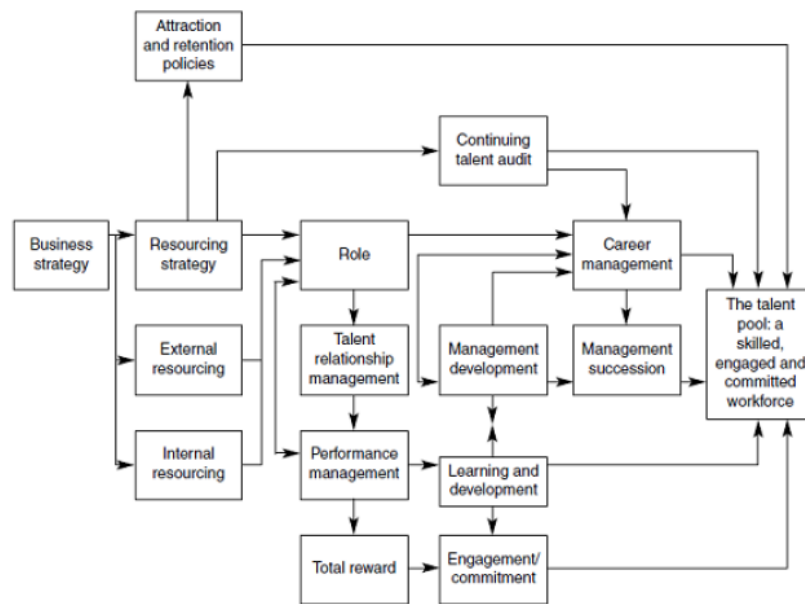 Attraction
and retention
policies
Continuing
talent audit
Business
strategy
Resourcing
strategy
Role
Career
management
External
resourcing
Talent
relationship
management
Management
development
Management
succession
The talent
pool: a
skilled,
engaged and
committed
workforce
Internal
resourcing
Performance
management
Learning and
development
Total reward
Engagement/
commitment